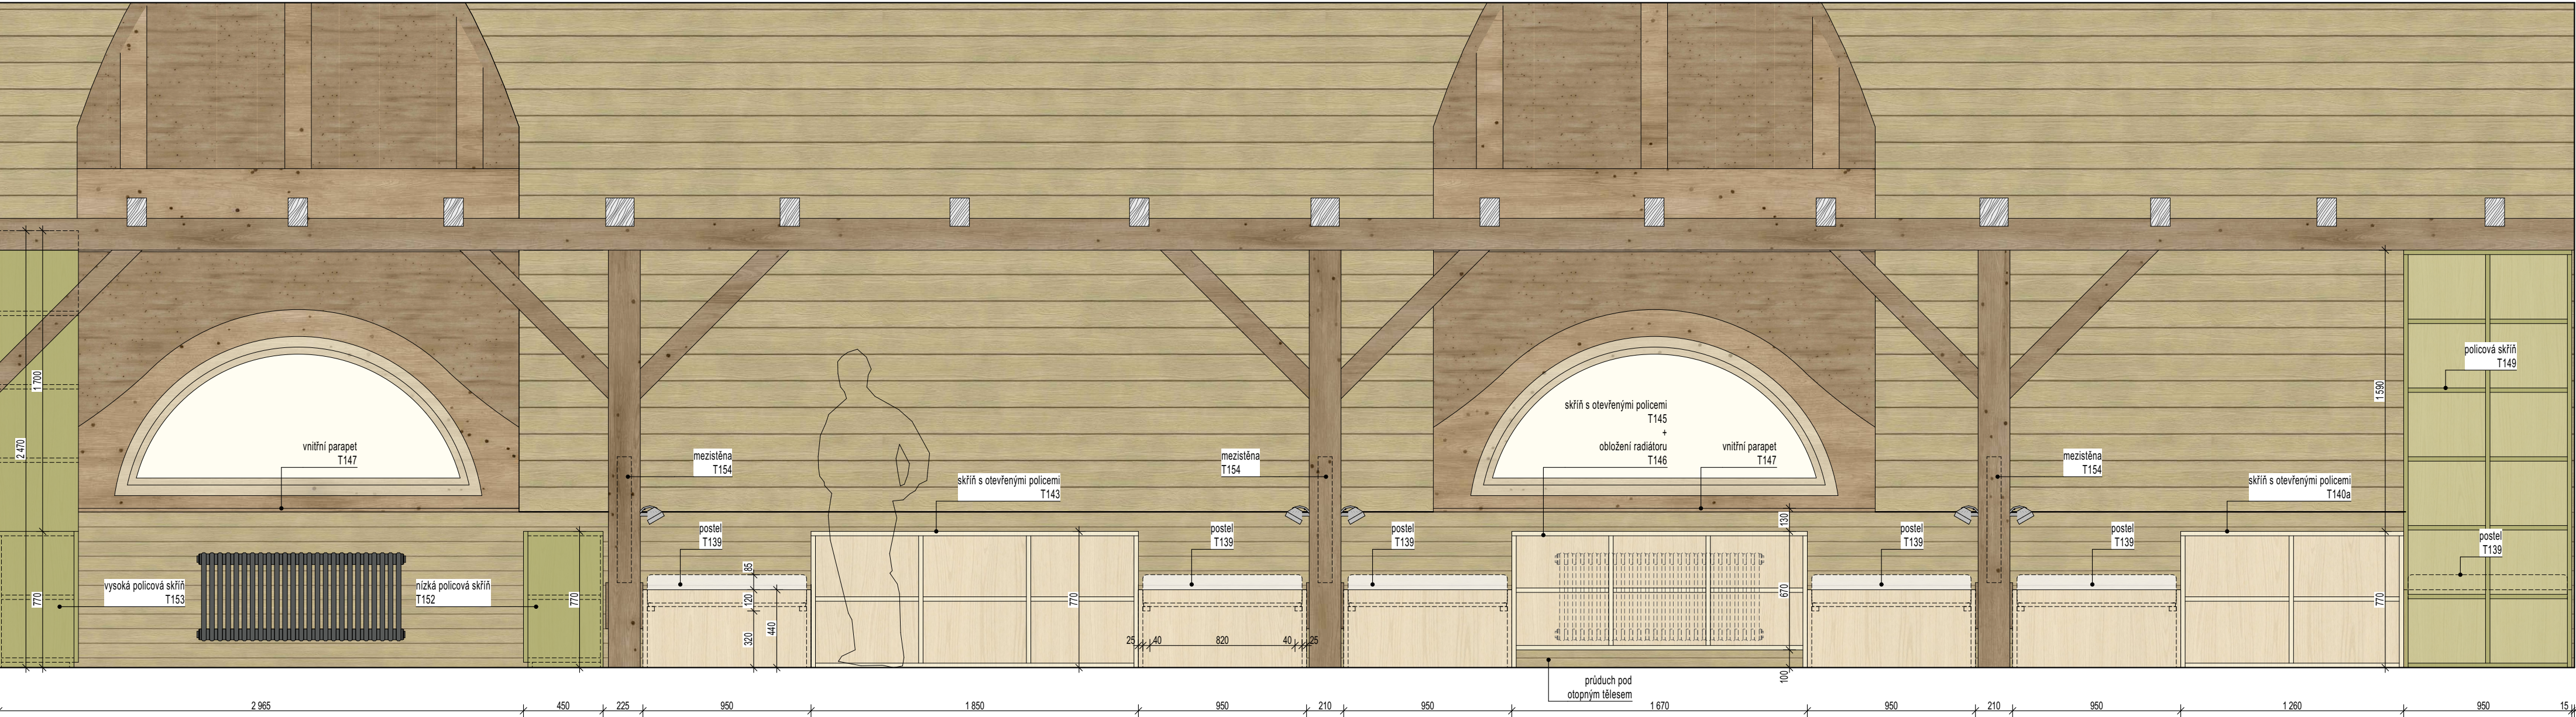 2 470
1 700
770
vysoká policová skříň
T153
vnitřní parapet
T147
nízká policová skříň
T152
770
mezistěna
T154
postel
T139
85
120
320
440
skříň s otevřenými policemi
T143
770
mezistěna
T154
postel
T139
25
40
820
40
25
postel
T139
skříň s otevřenými policemi
T145
+
obložení radiátoru
T146
vnitřní parapet
T147
130
670
100
průduch pod
otopným tělesem
postel
T139
mezistěna
T154
postel
T139
skříň s otevřenými policemi
T140a
1 590
770
policová skříň
T149
postel
T139
2 965
450
225
950
1 850
950
210
950
1 670
950
210
950
1 260
950
15